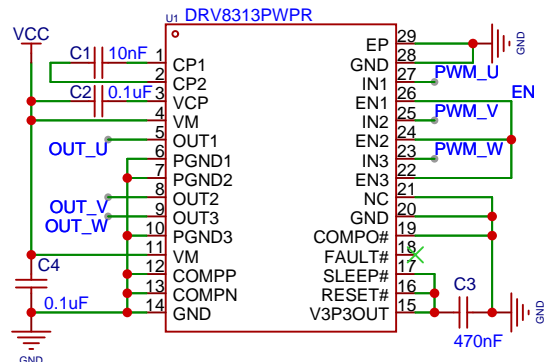 U1 DRV8313PWPR
VCC
C1 10nF
C2 0.1uF
C4
0.1uF
GND
OUT_U
OUT_V
OUT_W
1 CP1
2 CP2
3 VCP
4 VM
5 OUT1
6 PGND1
7 PGND2
8 OUT2
9 OUT3
10 PGND3
11 VM
12 COMPP
13 COMPN
14 GND
EP 29
GND 28
IN1 27
EN1 26
IN2 25
EN2 24
IN3 23
EN3 22
NC 21
GND 20
COMPO# 19
FAULT# 18
SLEEP# 17
RESET# 16
V3P3OUT 15
GND
PWM_U
EN
PWM_V
PWM_W
C3
470nF
GND